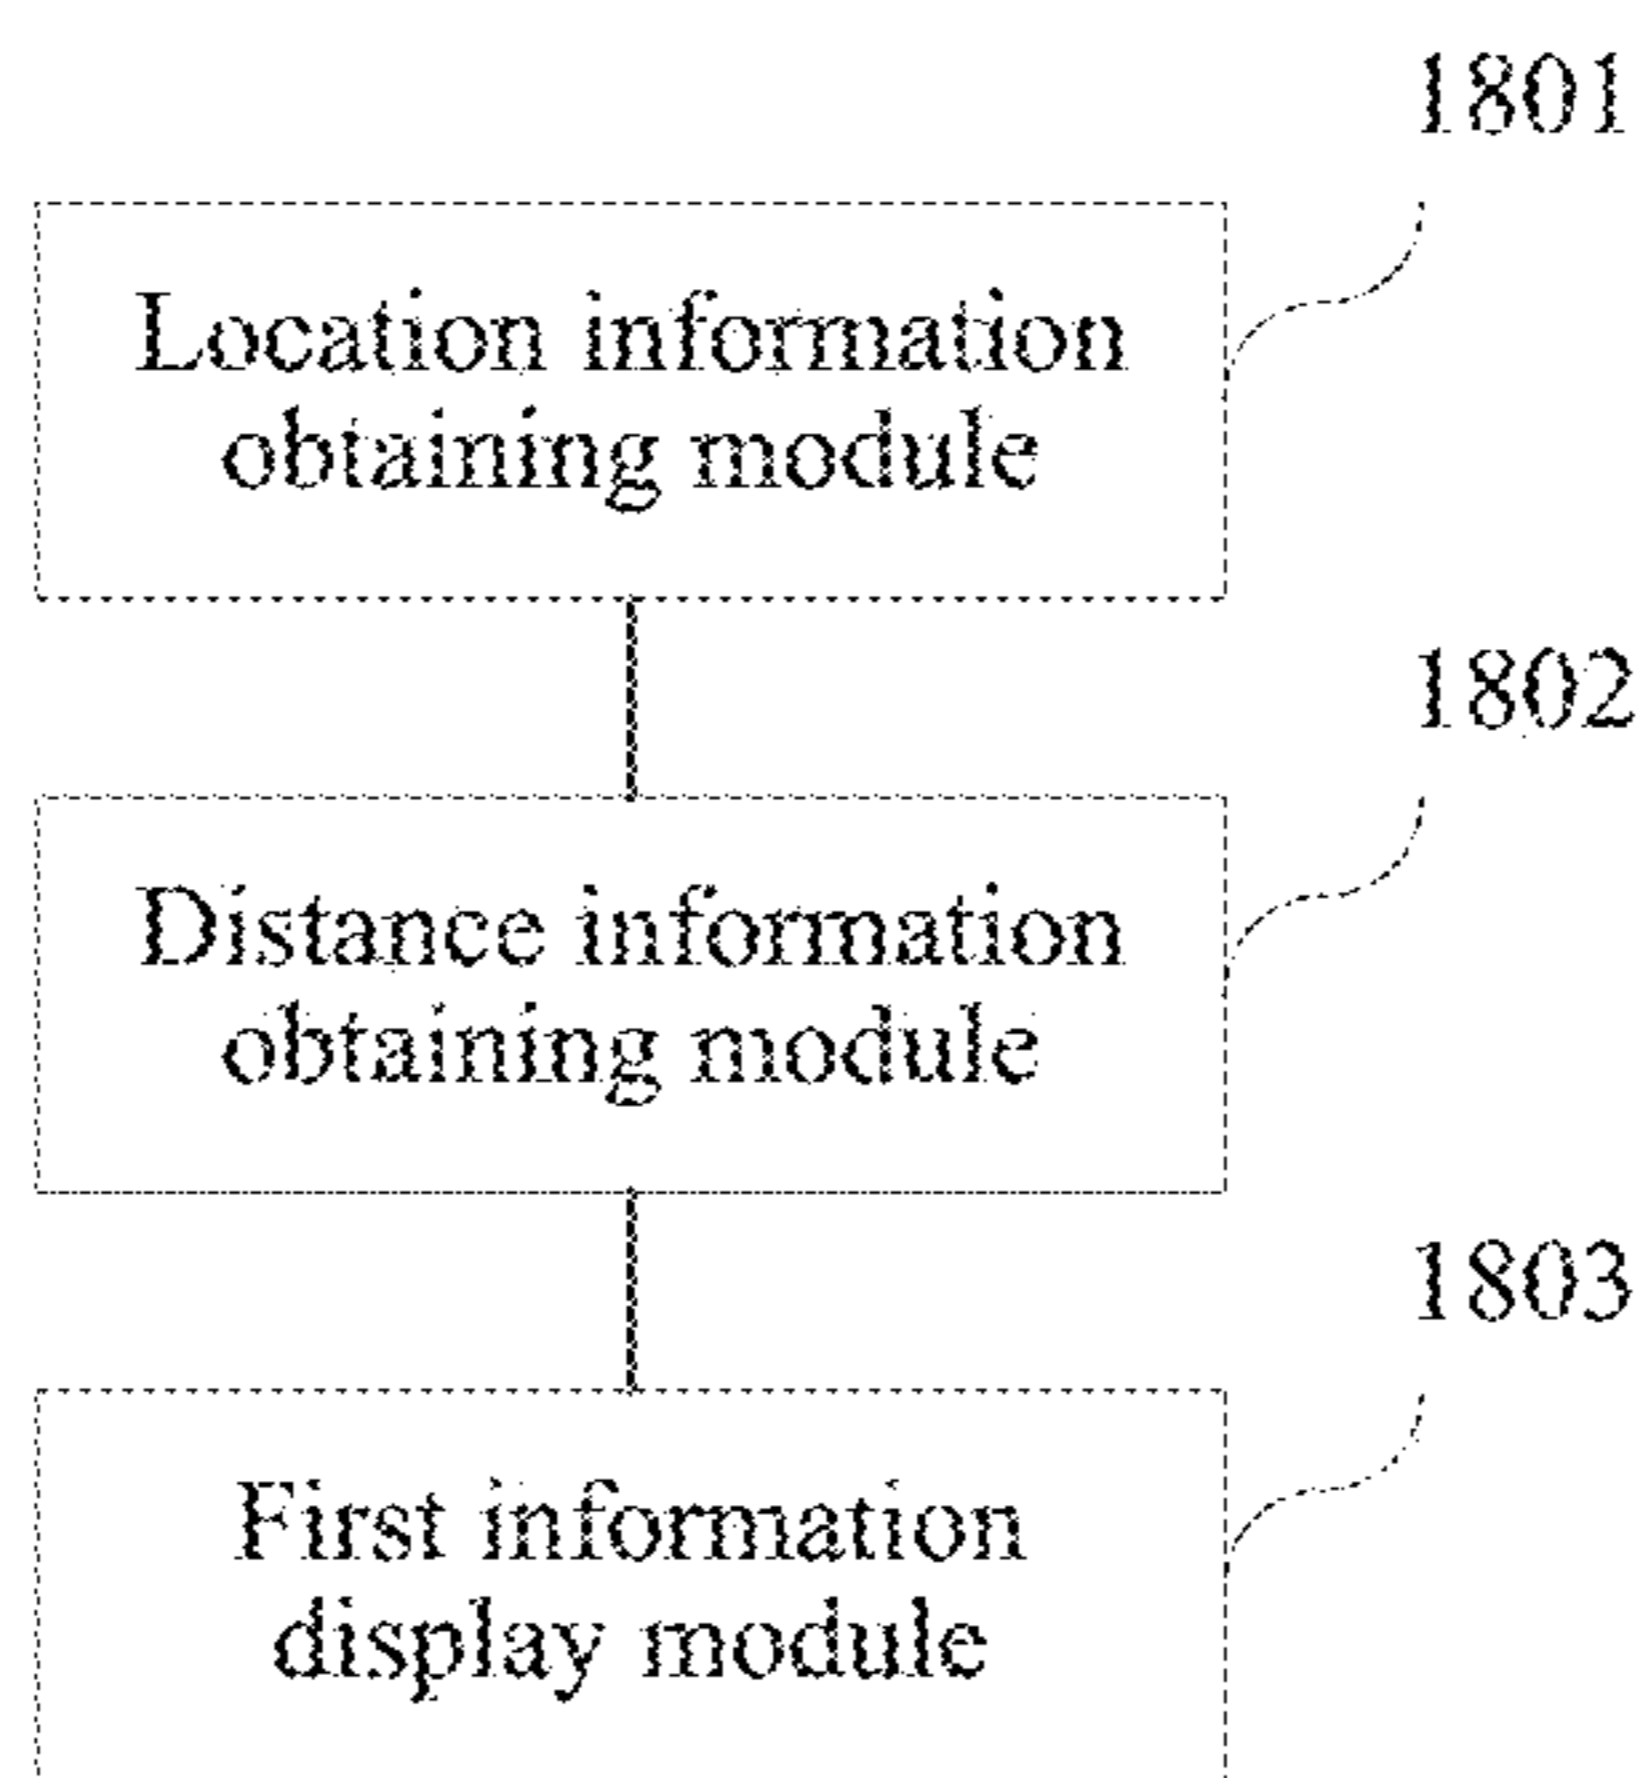 1801
Location information
obtaining module
1802
Distance information
obtaining module
1803
First information
display module